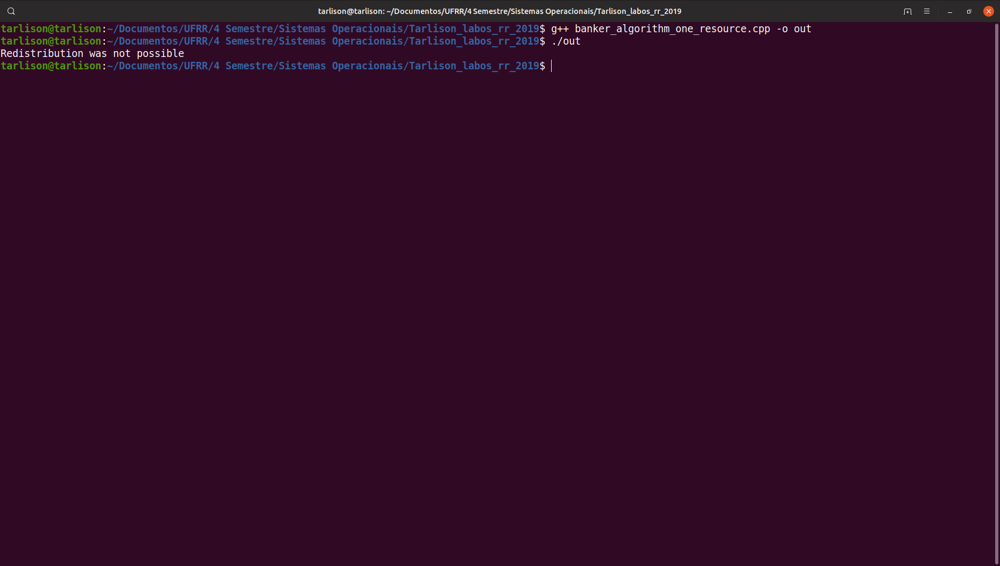 tarlison@tarlison: ~/Documentos/UFRR/4 Semestre/Sistemas Operacionais/Tarlison_labos_rr_2019
tarlison@tarlison:~/Documentos/UFRR/4 Semestre/Sistemas Operacionais/Tarlison_labos_rr_2019$ g++ banker_algorithm_one_resource.cpp -o out
tarlison@tarlison:~/Documentos/UFRR/4 Semestre/Sistemas Operacionais/Tarlison_labos_rr_2019$ ./out
Redistribution was not possible
tarlison@tarlison:~/Documentos/UFRR/4 Semestre/Sistemas Operacionais/Tarlison_labos_rr_2019$